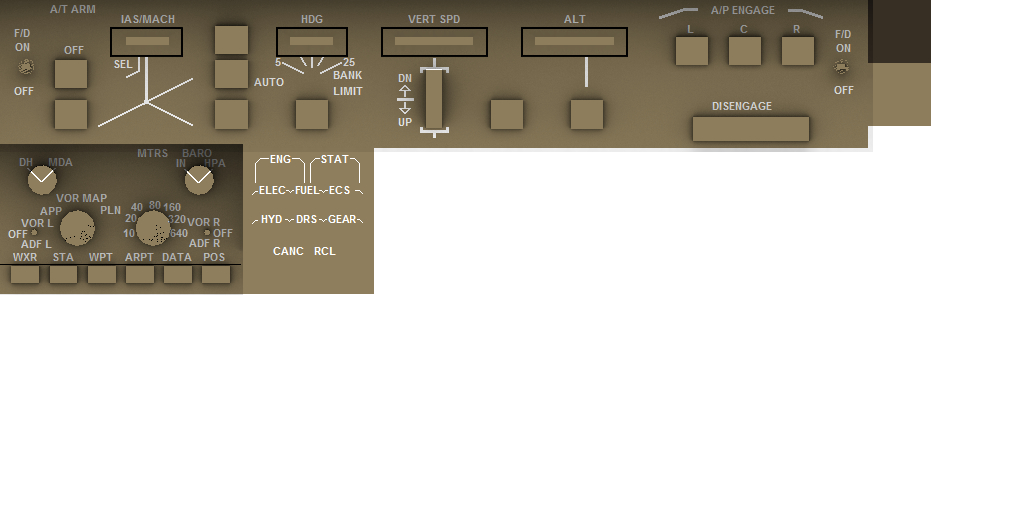 A/T ARM
A/P ENGAGE
IAS/MACH HDG VERT SPD ALT
L C R
F/D
ON
OFF
OFF
SEL
5 25
AUTO
BANK
LIMIT
DN
UP
F/D
ON
OFF
DISENGAGE
MTRS BARO
DH MDA IN HPA
VOR MAP
APP PLN
40 80 160
20 320
10 640
VOR L VOR R
OFF OFF
ADF L ADF R
WXR STA WPT ARPT DATA POS
ENG STAT
ELEC FUEL ECS
HYD DRS GEAR
CANC RCL